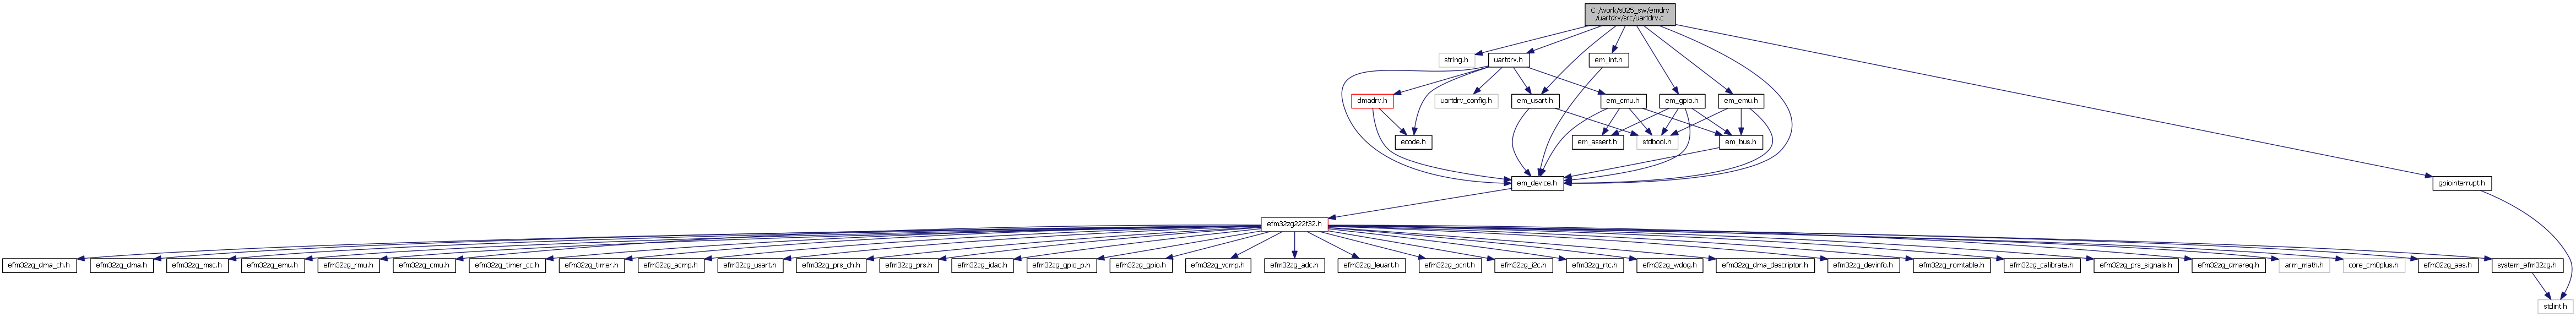 C:/work/s025_sw/emdrv
/uartdrv/src/uartdrv.c
string.h
uartdrv.h
em_int.h
dmadrv.h
uartdrv_config.h
em_usart.h
em_cmu.h
em_gpio.h
em_emu.h
ecode.h
em_assert.h
stdbool.h
em_bus.h
em_device.h
gpiointerrupt.h
efm32zg222f32.h
efm32zg_dma_ch.h
efm32zg_dma.h
efm32zg_msc.h
efm32zg_emu.h
efm32zg_rmu.h
efm32zg_cmu.h
efm32zg_timer_cc.h
efm32zg_timer.h
efm32zg_acmp.h
efm32zg_usart.h
efm32zg_prs_ch.h
efm32zg_prs.h
efm32zg_idac.h
efm32zg_gpio_p.h
efm32zg_gpio.h
efm32zg_vcmp.h
efm32zg_adc.h
efm32zg_leuart.h
efm32zg_pcnt.h
efm32zg_i2c.h
efm32zg_rtc.h
efm32zg_wdog.h
efm32zg_dma_descriptor.h
efm32zg_devinfo.h
efm32zg_romtable.h
efm32zg_calibrate.h
efm32zg_prs_signals.h
efm32zg_dmareq.h
arm_math.h
core_cm0plus.h
efm32zg_aes.h
system_efm32zg.h
stdint.h